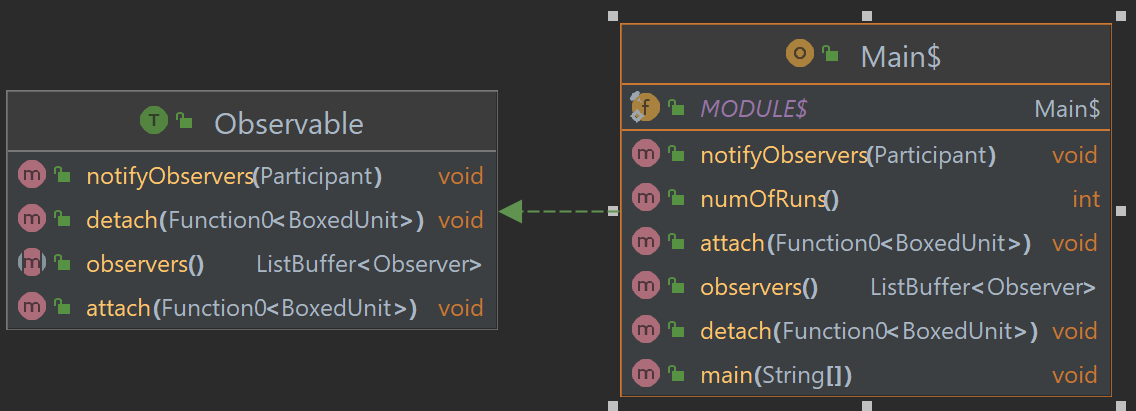 T Observable
m notifyObservers(Participant) void
m detach(Function0<BoxedUnit>) void
m observers() ListBuffer<Observer>
m attach(Function0<BoxedUnit>) void
O Main$
f MODULE$ Main$
m notifyObservers(Participant) void
m numOfRuns() int
m attach(Function0<BoxedUnit>) void
m observers() ListBuffer<Observer>
m detach(Function0<BoxedUnit>) void
m main(String[]) void